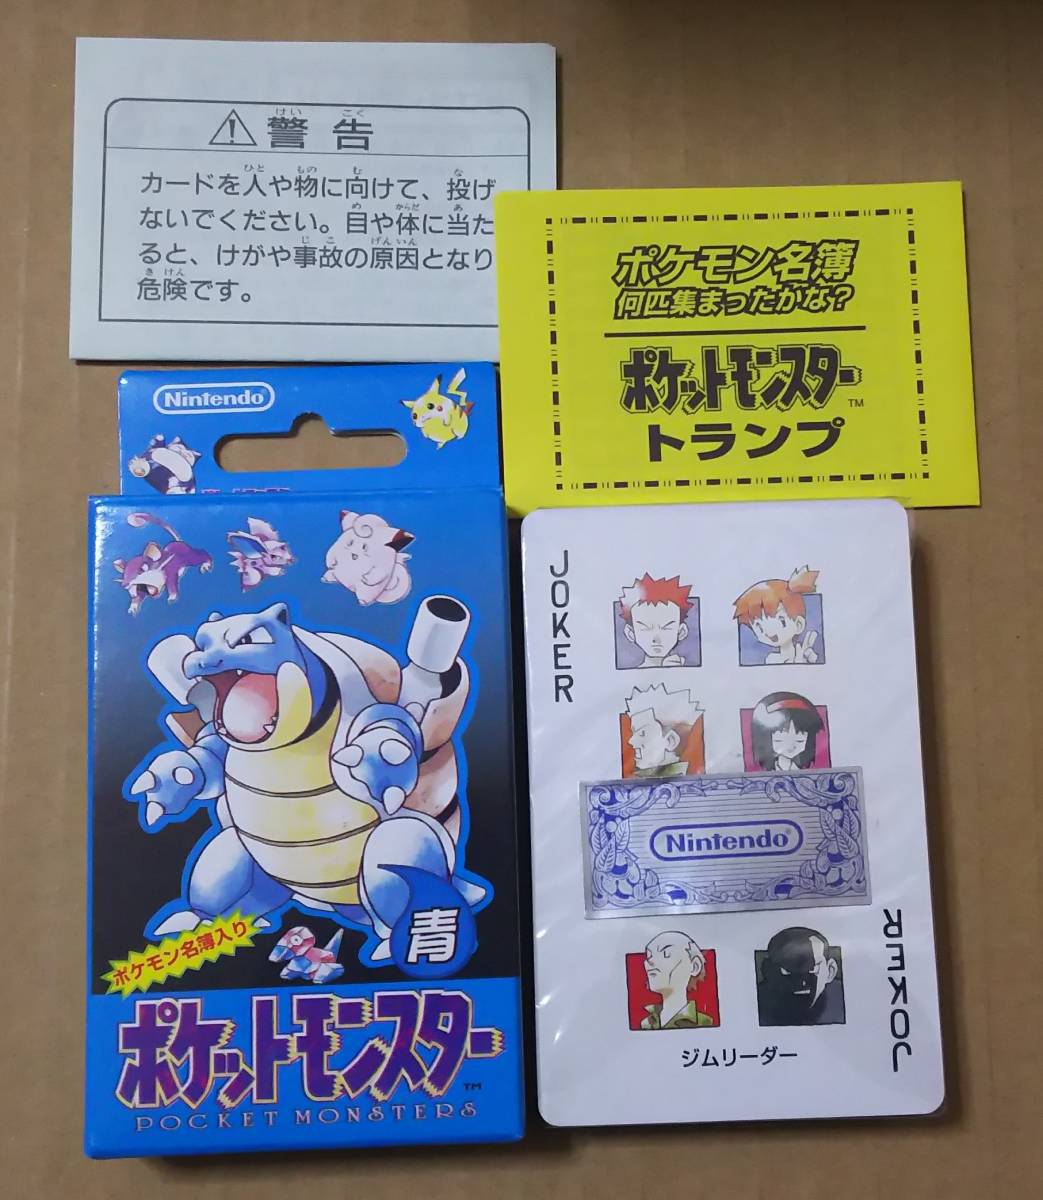 警告
カードを人や物に向けて、投げ
ないでください。目や体に当た
ると、けがや事故の原因となり
危険です。
ポケモン名簿
何匹集まったかな?
ポケットモンスター
TM
トランプ
Nintendo
青
ポケモン名簿入り
ポケットモンスター
TM
POCKET MONSTERS
JOKER
Nintendo
®
ジムリーダー
JOKER